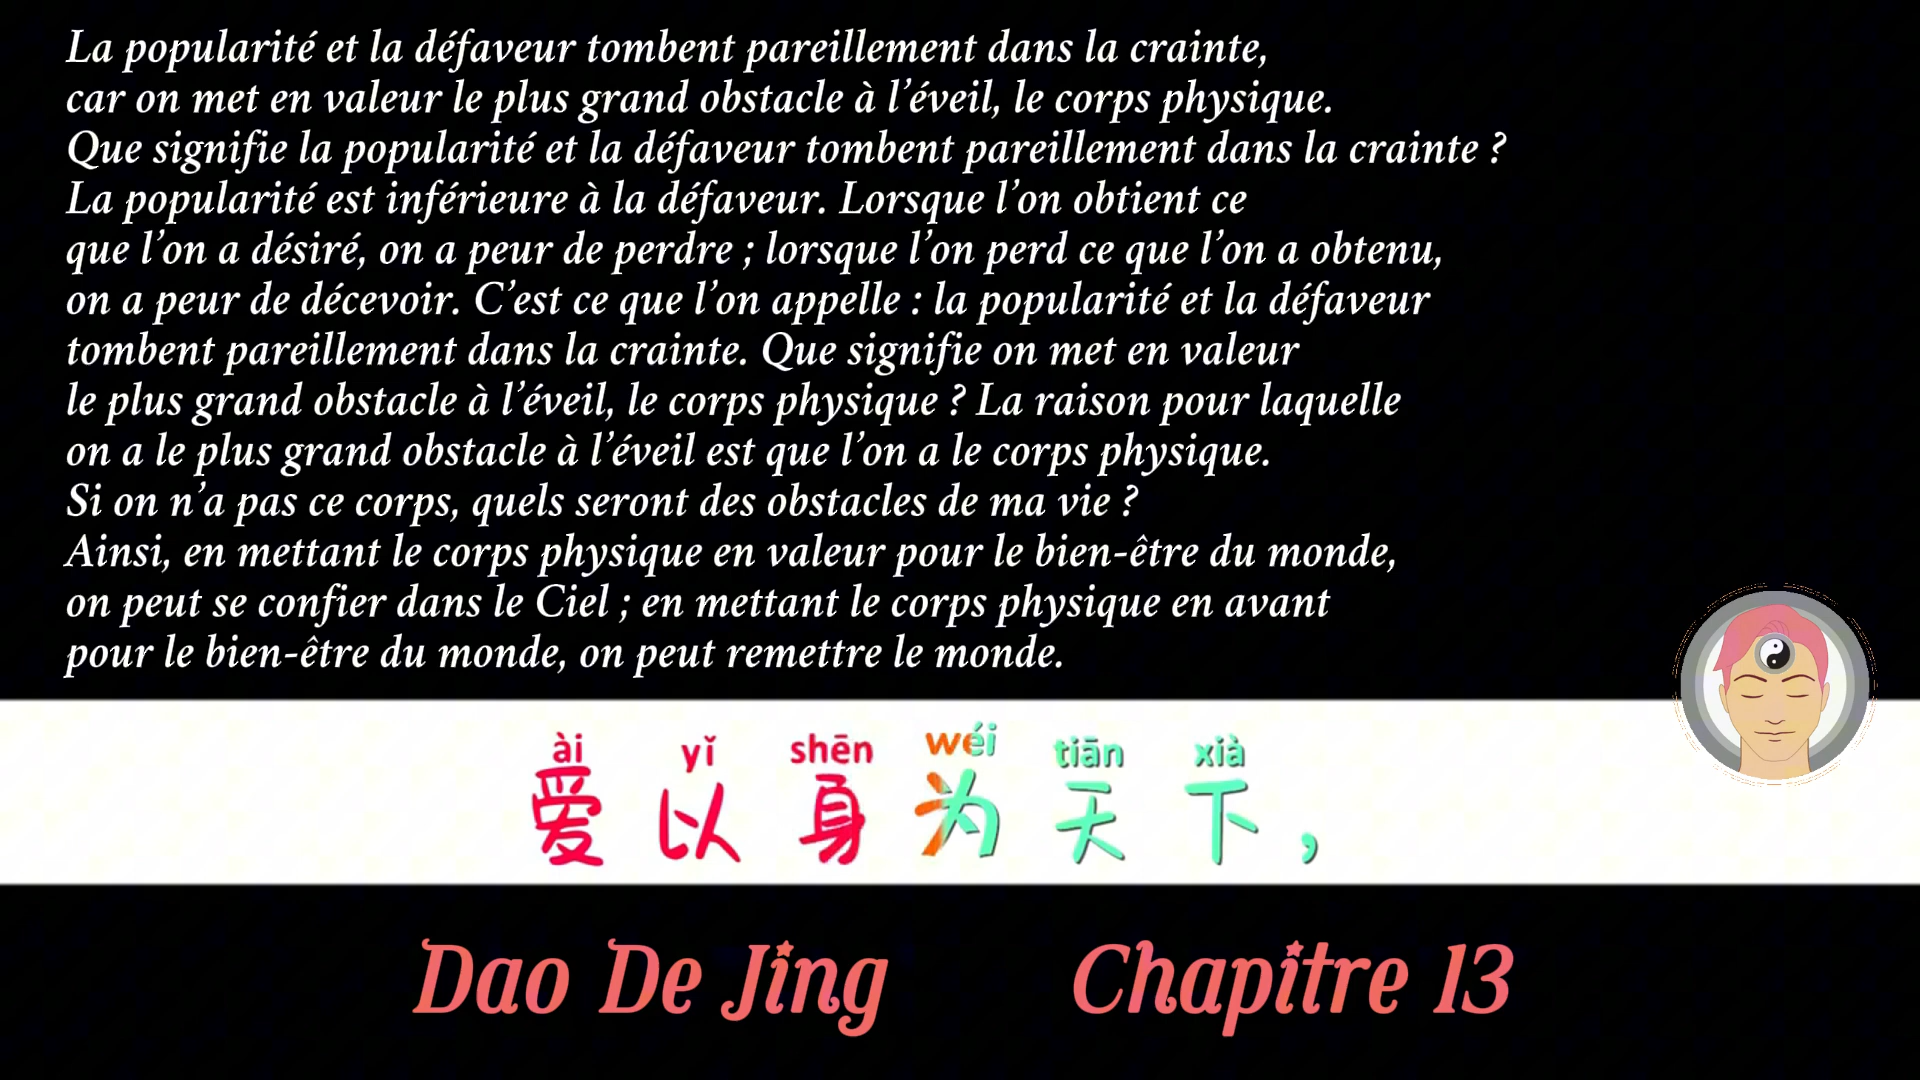 La popularité et la défaveur tombent pareillement dans la crainte,
car on met en valeur le plus grand obstacle à l’éveil, le corps physique.
Que signifie la popularité et la défaveur tombent pareillement dans la crainte ?
La popularité est inférieure à la défaveur. Lorsque l’on obtient ce
que l’on a désiré, on a peur de perdre ; lorsque l’on perd ce que l’on a obtenu,
on a peur de décevoir. C’est ce que l’on appelle : la popularité et la défaveur
tombent pareillement dans la crainte. Que signifie on met en valeur
le plus grand obstacle à l’éveil, le corps physique ? La raison pour laquelle
on a le plus grand obstacle à l’éveil est que l’on a le corps physique.
Si on n’a pas ce corps, quels seront des obstacles de ma vie ?
Ainsi, en mettant le corps physique en valeur pour le bien-être du monde,
on peut se confier dans le Ciel ; en mettant le corps physique en avant
pour le bien-être du monde, on peut remettre le monde.
ài yǐ shēn wéi tiān xià
爱 以 身 为 天 下 ，
Dao De Jing Chapitre 13